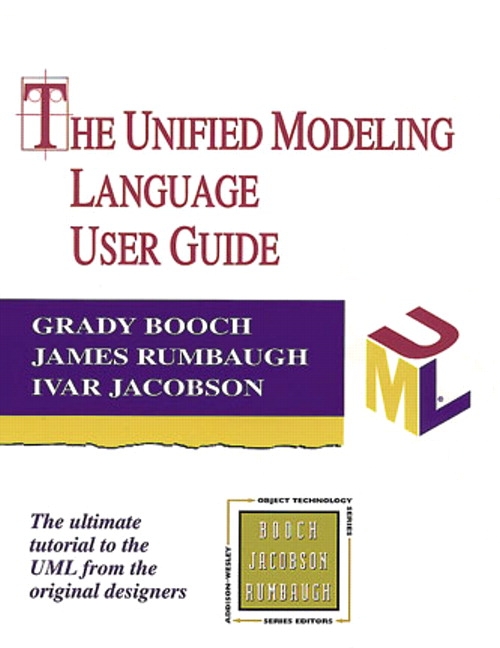 THE UNIFIED MODELING
LANGUAGE
USER GUIDE
GRADY BOOCH
JAMES RUMBAUGH
IVAR JACOBSON
UML®
The ultimate
tutorial to the
UML from the
original designers
OBJECT TECHNOLOGY
SERIES
ADDISON-WESLEY
BOOCH
JACOBSON
RUMBAUGH
SERIES EDITORS